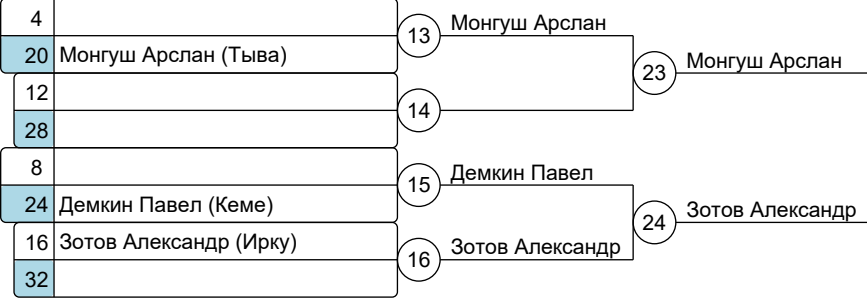 4
13
Монгуш Арслан
20 Монгуш Арслан (Тыва)
23
Монгуш Арслан
12
14
28
8
15
Демкин Павел
24 Демкин Павел (Кеме)
24
Зотов Александр
16 Зотов Александр (Ирку)
16
Зотов Александр
32